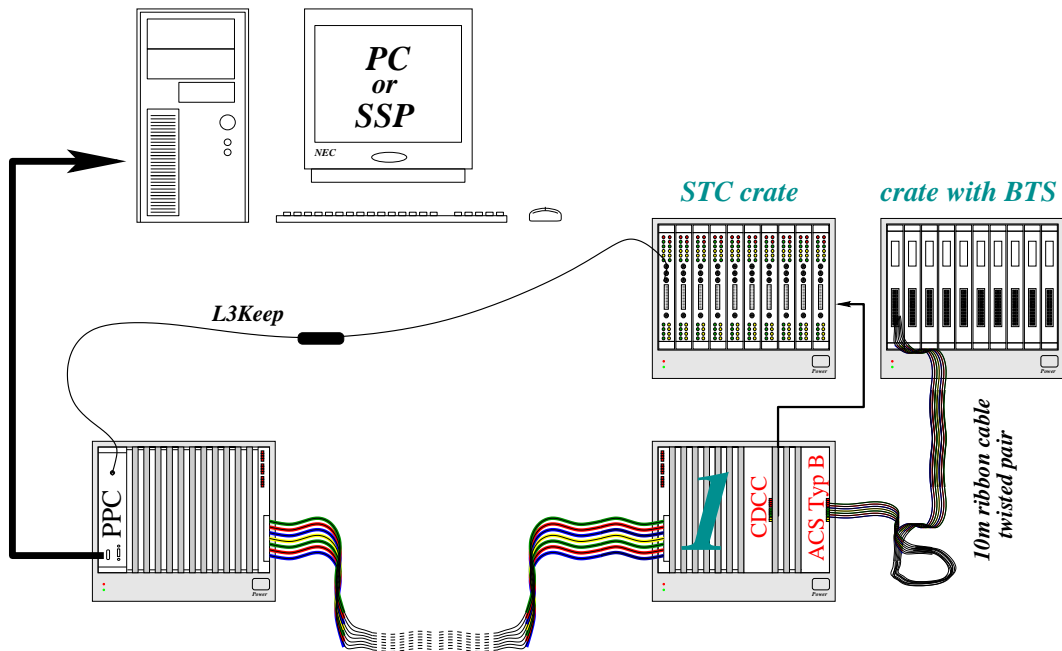 PC
or
SSP
NEC
STC crate
crate with BTS
L3Keep
Power
Power
10m ribbon cable
twisted pair
PPC
Power
1
CDCC
ACS Typ B
Power